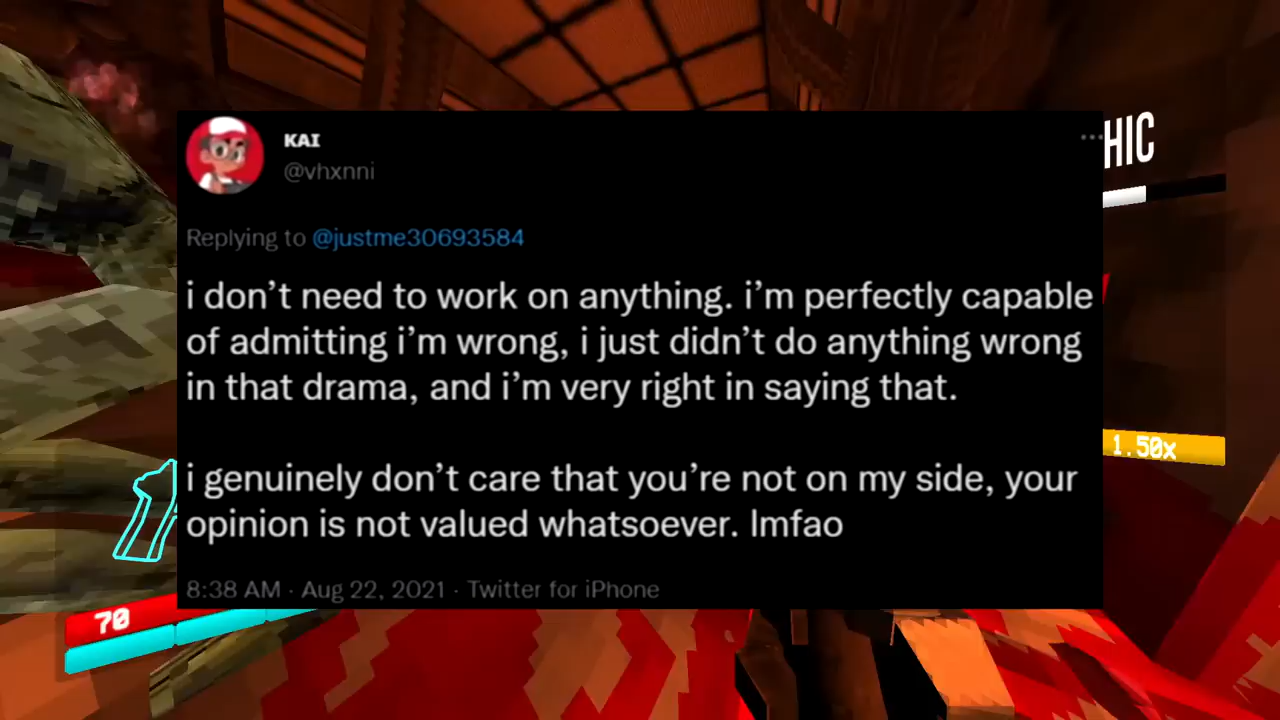 KAI
@vhxnni
...
HIC
Replying to @justme30693584
i don’t need to work on anything. i’m perfectly capable
of admitting i’m wrong, i just didn’t do anything wrong
in that drama, and i’m very right in saying that.
1.50x
i genuinely don’t care that you’re not on my side, your
opinion is not valued whatsoever. lmfao
8:38 AM · Aug 22, 2021 · Twitter for iPhone
70